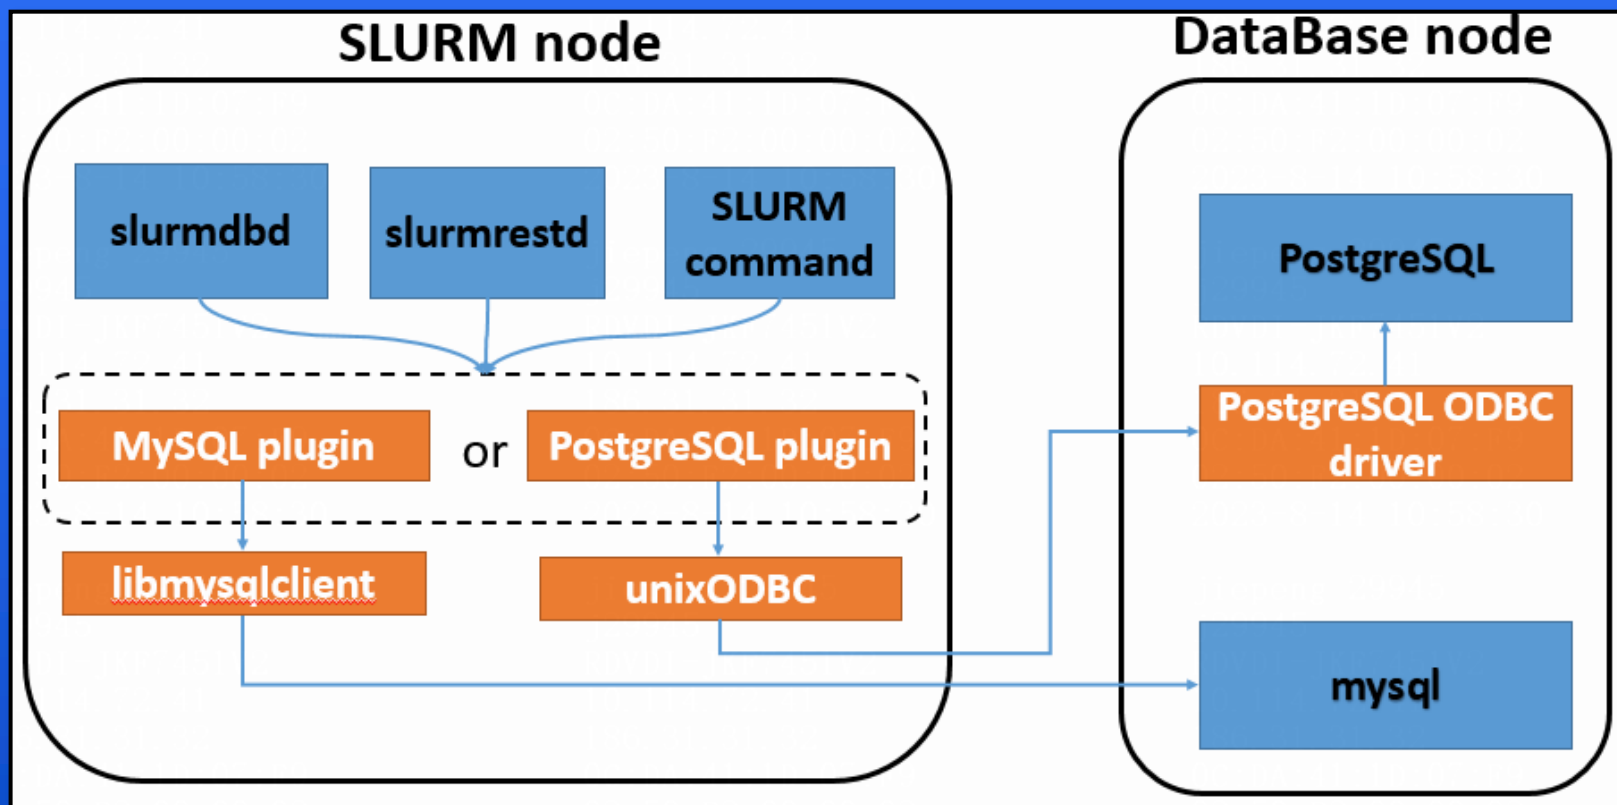 SLURM node
DataBase node
slurmdbd
slurmrestd
SLURM
command
MySQL plugin
or
PostgreSQL plugin
libmysqlclient
unixODBC
PostgreSQL
PostgreSQL ODBC
driver
mysql